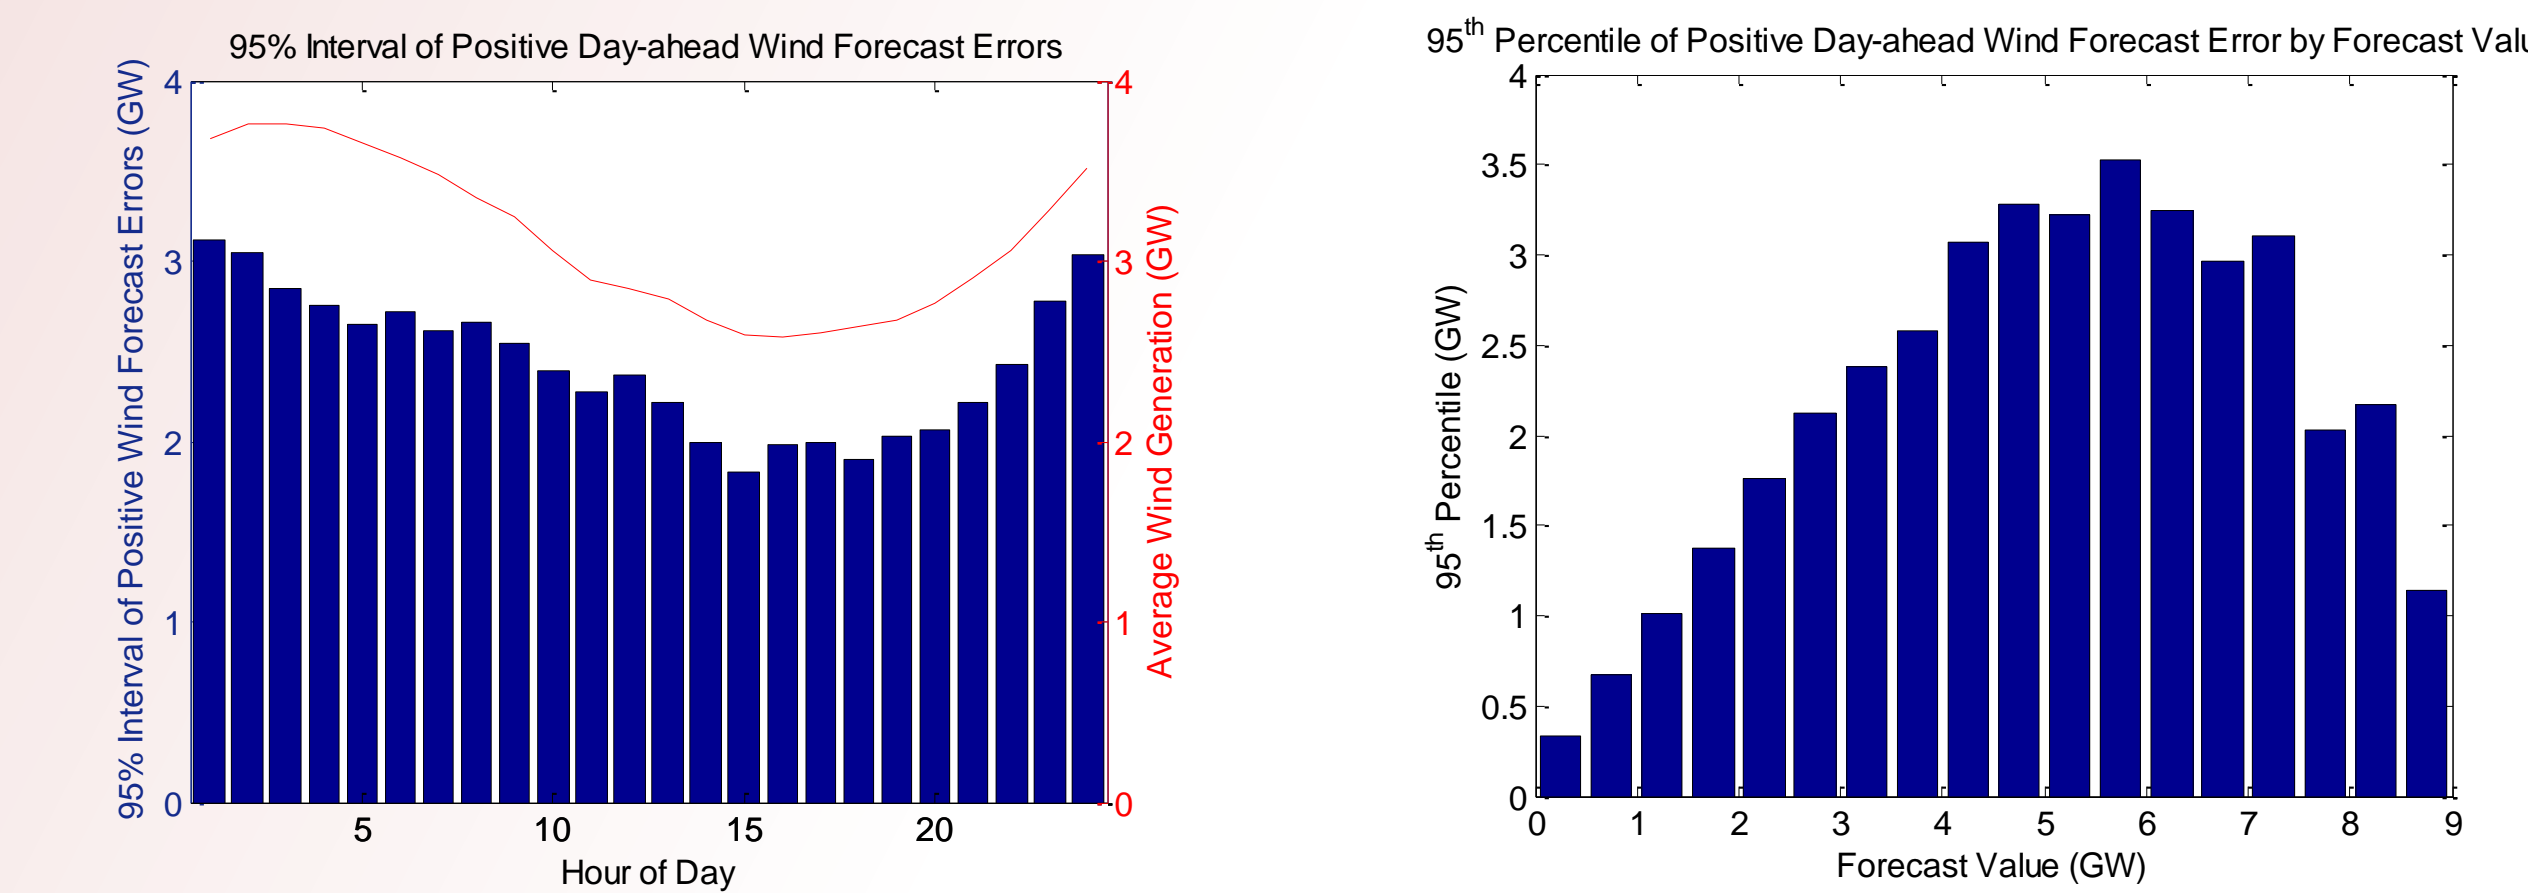 95% Interval of Positive Day-ahead Wind Forecast Errors
95% Interval of Positive Wind Forecast Errors (GW)
4
3
2
1
0
4
3
2
1
0
Average Wind Generation (GW)
5 10 15 20
Hour of Day
95th Percentile of Positive Day-ahead Wind Forecast Error by Forecast Valu
95th Percentile (GW)
4
3.5
3
2.5
2
1.5
1
0.5
0
0 1 2 3 4 5 6 7 8 9
Forecast Value (GW)